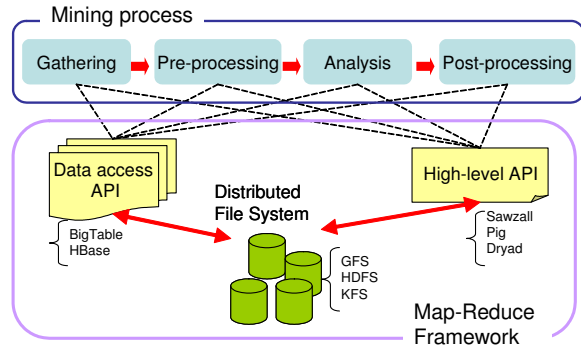 Mining process
Gathering
Pre-processing
Analysis
Post-processing
Data access
API
High-level API
Distributed
File System
BigTable
HBase
Sawzall
Pig
Dryad
GFS
HDFS
KFS
Map-Reduce
Framework